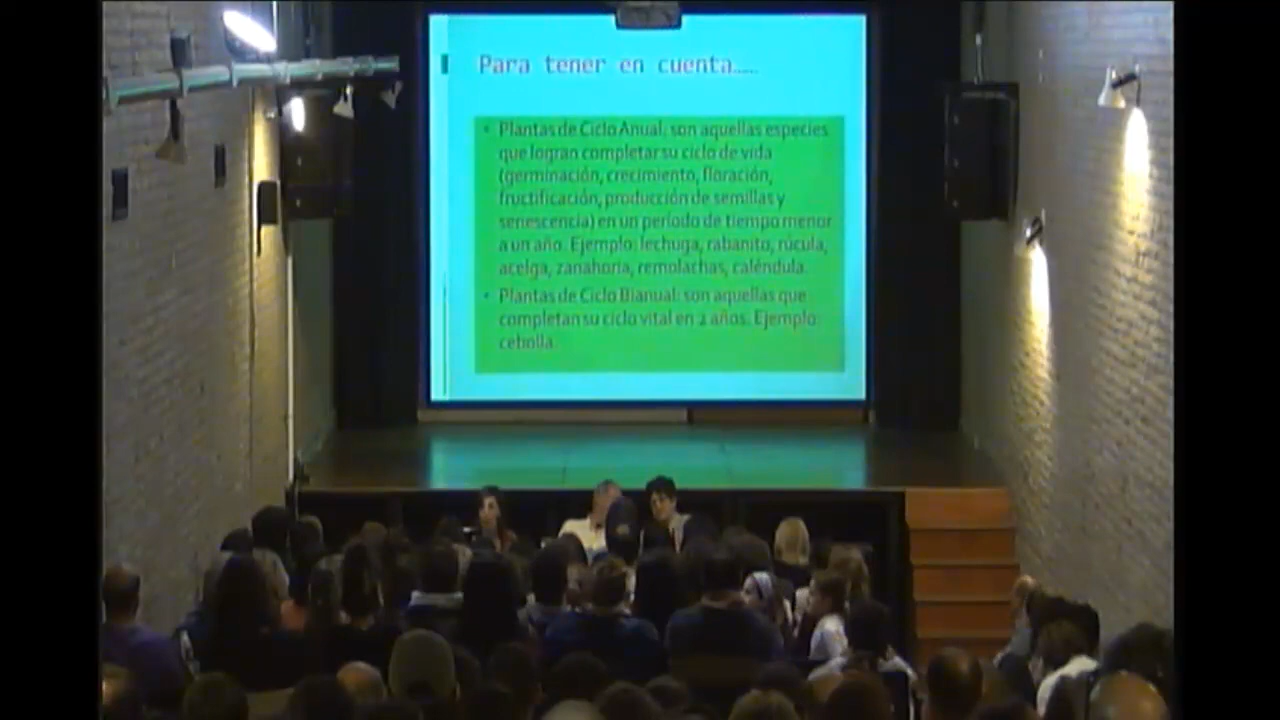 Para tener en cuenta.....
• Plantas de Ciclo Anual: son aquellas especies
que logran completar su ciclo de vida
(germinación, crecimiento, floración,
fructificación, producción de semillas y
senescencia) en un período de tiempo menor
a un año. Ejemplo: lechuga, rabanito, rúcula,
acelga, zanahoria, remolachas, caléndula.
• Plantas de Ciclo Bianual: son aquellas que
completan su ciclo vital en 2 años. Ejemplo:
cebolla.